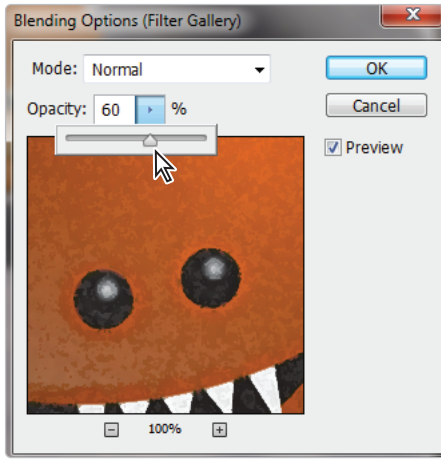 Blending Options (Filter Gallery)
Mode: Normal
OK
Opacity: 60 %
Cancel
Preview
100%